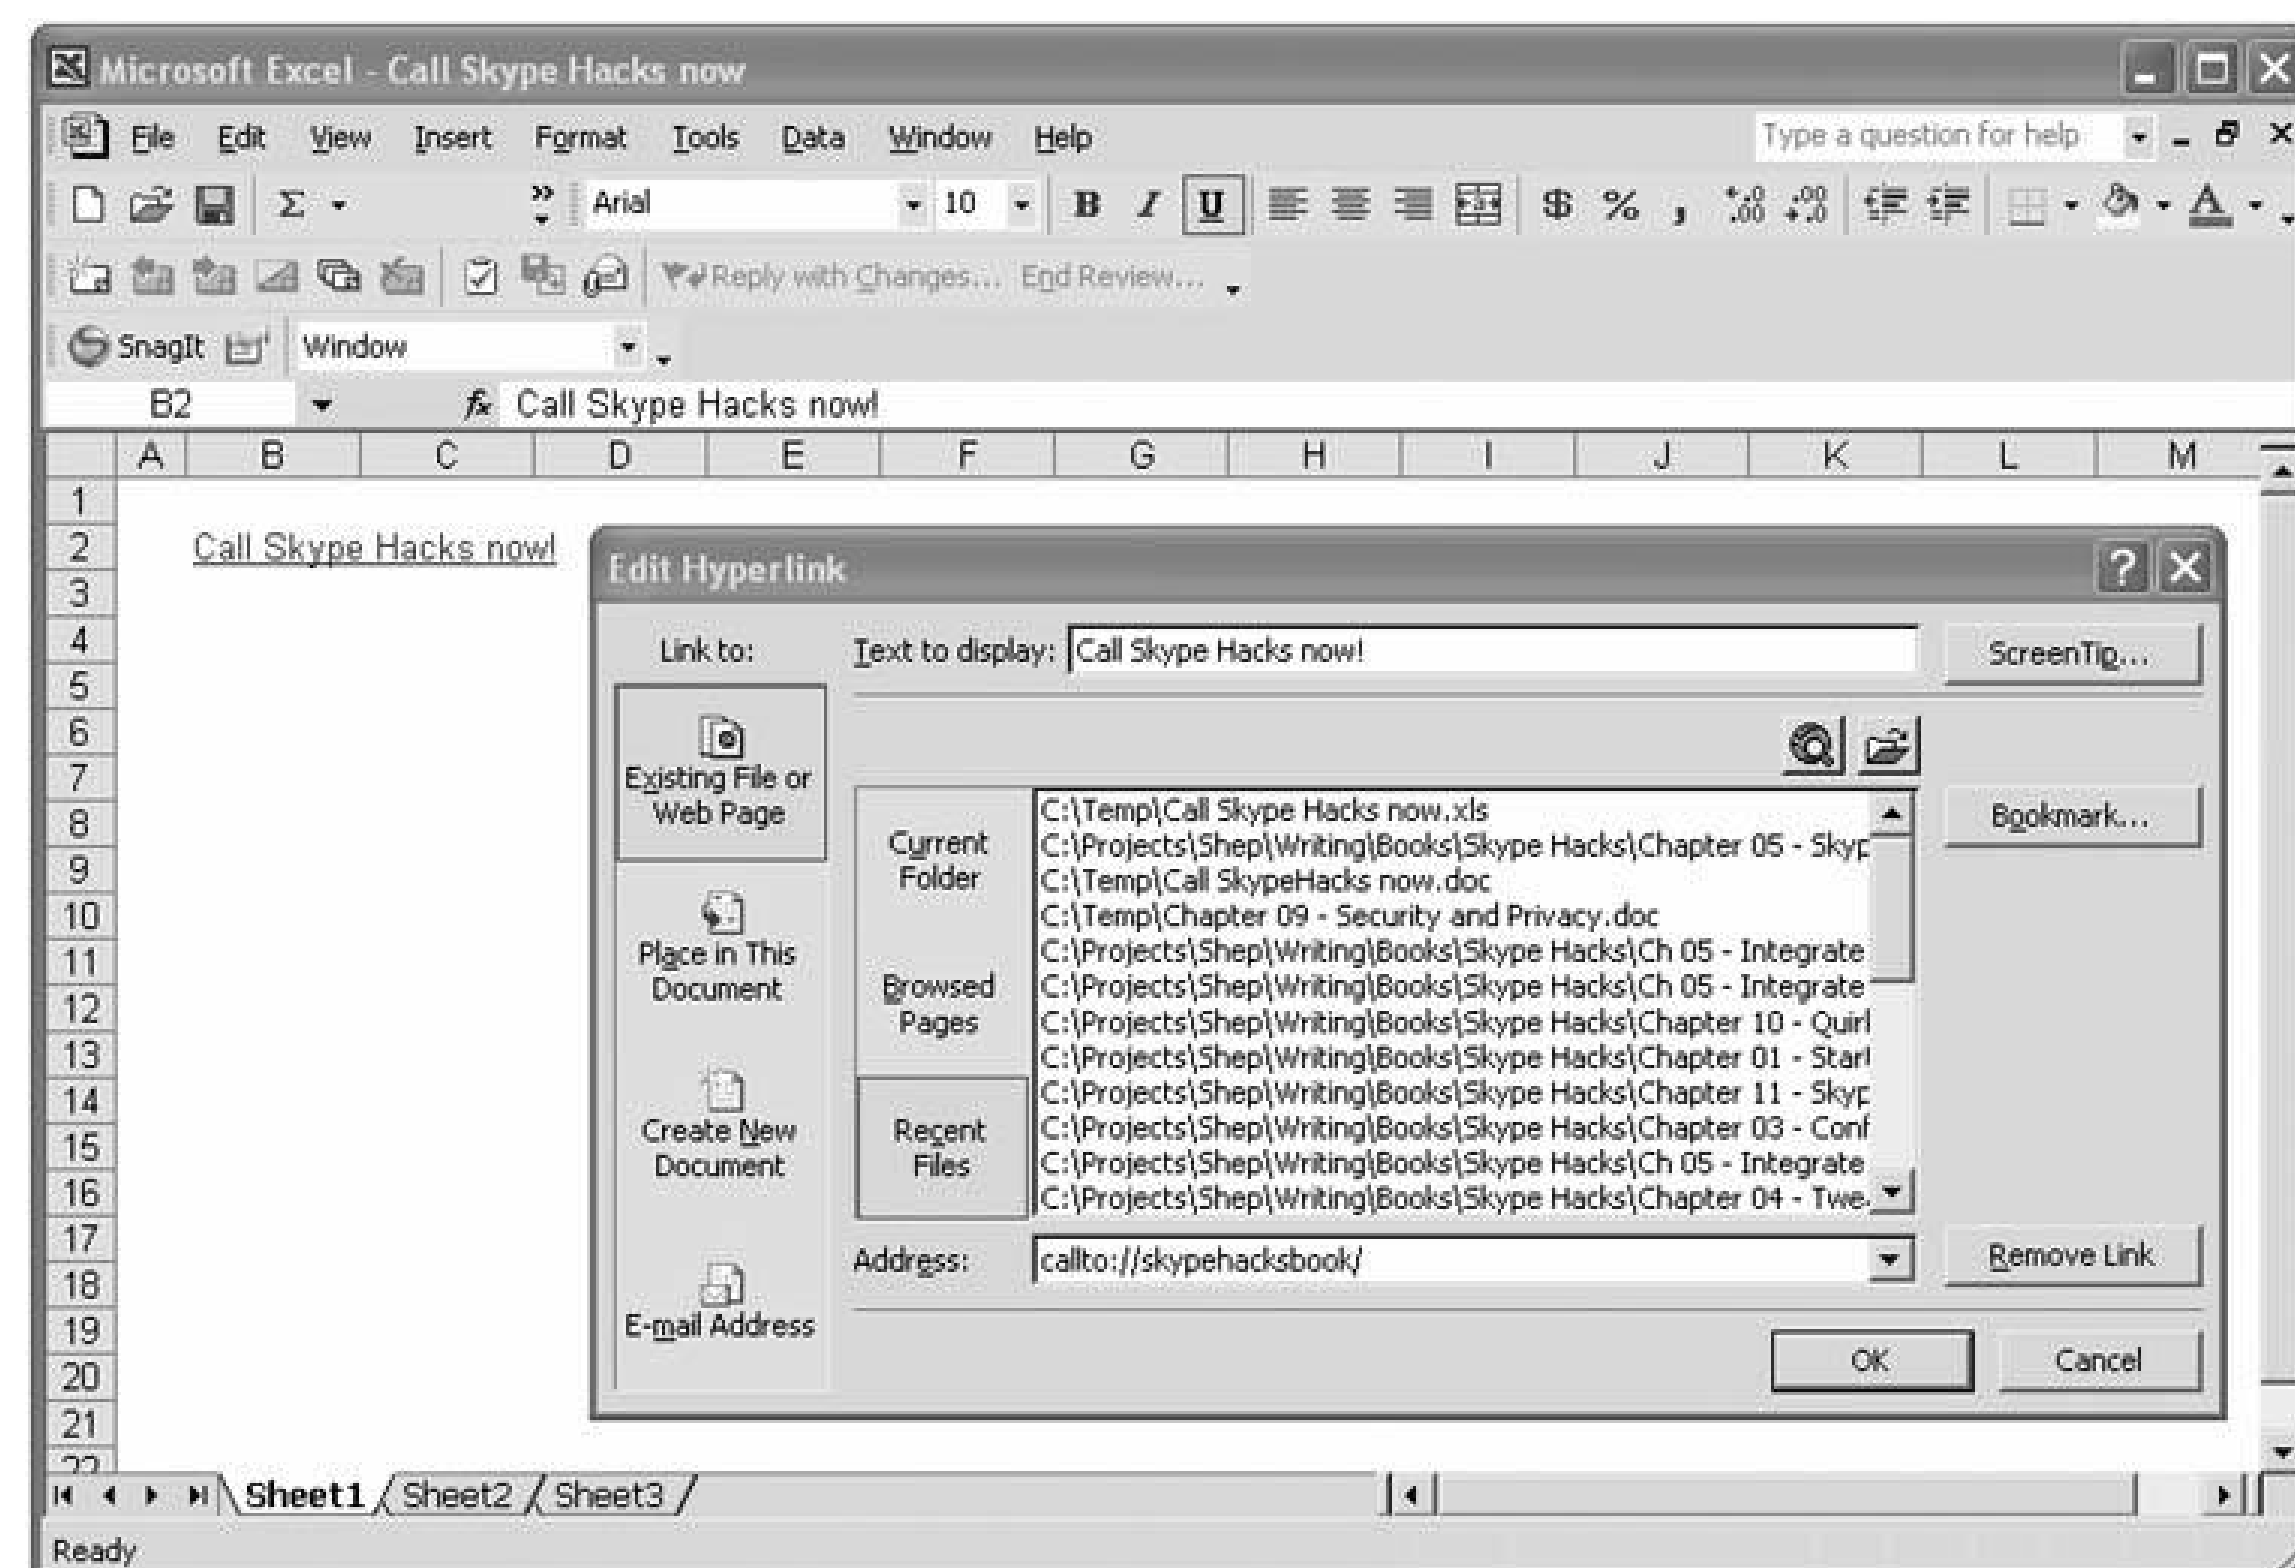 Microsoft Excel - Call Skype Hacks now
File Edit View Insert Format Tools Data Window Help Type a question for help
Σ Arial 10 B I U $ % , .00 .00 A
Reply with Changes... End Review...
SnagIt Window
B2 fx Call Skype Hacks now!
A B C D E F G H I J K L M
1
2 Call Skype Hacks now!
3
4
5
6
7
8
9
10
11
12
13
14
15
16
17
18
19
20
21
22
Edit Hyperlink ?
Link to: Text to display: Call Skype Hacks now! ScreenTip...
Existing File or
Web Page
Place in This
Document
Create New
Document
E-mail Address
Current
Folder
Browsed
Pages
Recent
Files
C:\Temp\Call Skype Hacks now.xls
C:\Projects\Shep\Writing\Books\Skype Hacks\Chapter 05 - Skyp
C:\Temp\Call SkypeHacks now.doc
C:\Temp\Chapter 09 - Security and Privacy.doc
C:\Projects\Shep\Writing\Books\Skype Hacks\Ch 05 - Integrate
C:\Projects\Shep\Writing\Books\Skype Hacks\Ch 05 - Integrate
C:\Projects\Shep\Writing\Books\Skype Hacks\Chapter 10 - Quirl
C:\Projects\Shep\Writing\Books\Skype Hacks\Chapter 01 - Star
C:\Projects\Shep\Writing\Books\Skype Hacks\Chapter 11 - Skyp
C:\Projects\Shep\Writing\Books\Skype Hacks\Chapter 03 - Conf
C:\Projects\Shep\Writing\Books\Skype Hacks\Ch 05 - Integrate
C:\Projects\Shep\Writing\Books\Skype Hacks\Chapter 04 - Twe
Bookmark...
Address: callto://skypehacksbook/ Remove Link
OK Cancel
Sheet1 Sheet2 Sheet3
Ready